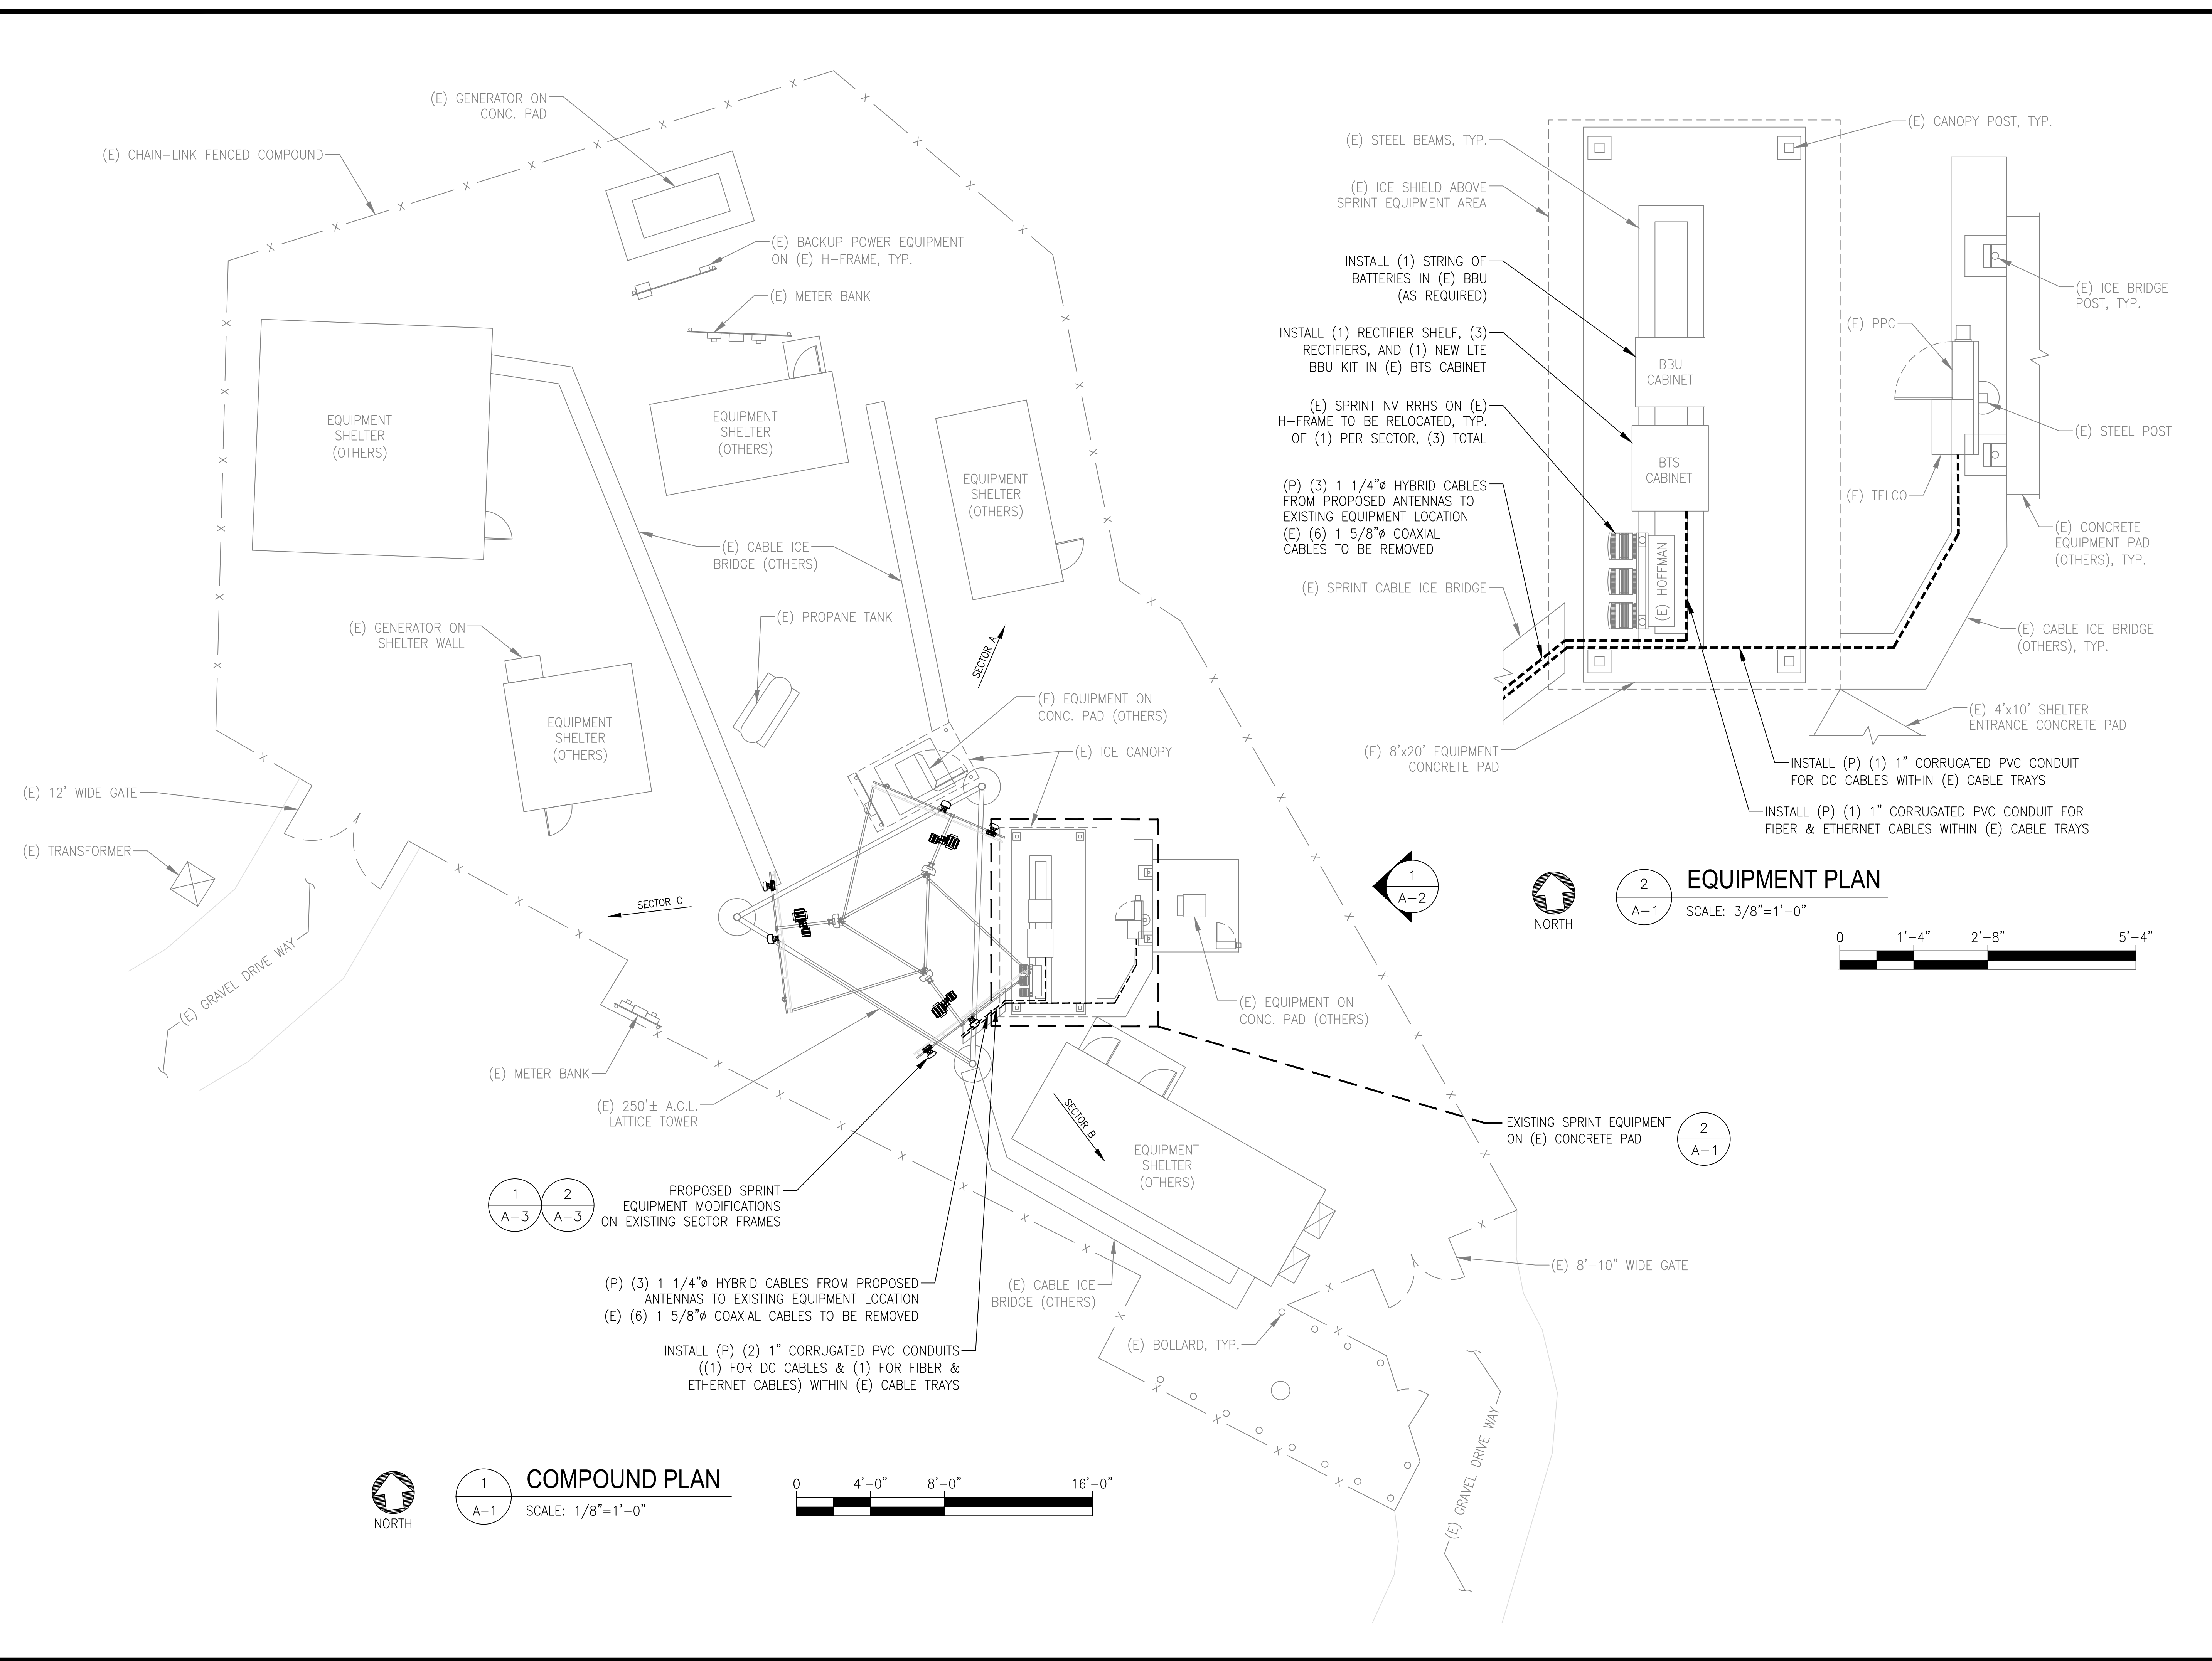 (E) GENERATOR ON
CONC. PAD
(E) CHAIN-LINK FENCED COMPOUND
(E) BACKUP POWER EQUIPMENT
ON (E) H-FRAME, TYP.
(E) METER BANK
EQUIPMENT
SHELTER
(OTHERS)
EQUIPMENT
SHELTER
(OTHERS)
EQUIPMENT
SHELTER
(OTHERS)
(E) CABLE ICE
BRIDGE (OTHERS)
(E) PROPANE TANK
(E) GENERATOR ON
SHELTER WALL
SECTOR A
EQUIPMENT
SHELTER
(OTHERS)
(E) EQUIPMENT ON
CONC. PAD (OTHERS)
(E) ICE CANOPY
(E) 12' WIDE GATE
(E) TRANSFORMER
SECTOR C
(E) GRAVEL DRIVE WAY
(E) METER BANK
(E) 250'± A.G.L.
LATTICE TOWER
(E) EQUIPMENT ON
CONC. PAD (OTHERS)
SECTOR B
EQUIPMENT
SHELTER
(OTHERS)
EXISTING SPRINT EQUIPMENT
ON (E) CONCRETE PAD
2
A-1
1
A-3
2
A-3
PROPOSED SPRINT
EQUIPMENT MODIFICATIONS
ON EXISTING SECTOR FRAMES
(P) (3) 1 1/4"ø HYBRID CABLES FROM PROPOSED
ANTENNAS TO EXISTING EQUIPMENT LOCATION
(E) (6) 1 5/8"ø COAXIAL CABLES TO BE REMOVED
INSTALL (P) (2) 1" CORRUGATED PVC CONDUITS
((1) FOR DC CABLES & (1) FOR FIBER &
ETHERNET CABLES) WITHIN (E) CABLE TRAYS
(E) CABLE ICE
BRIDGE (OTHERS)
(E) 8'-10" WIDE GATE
(E) BOLLARD, TYP.
(E) GRAVEL DRIVE WAY
NORTH
1
A-1
COMPOUND PLAN
SCALE: 1/8"=1'-0"
0 4'-0" 8'-0" 16'-0"
(E) STEEL BEAMS, TYP.
(E) ICE SHIELD ABOVE
SPRINT EQUIPMENT AREA
INSTALL (1) STRING OF
BATTERIES IN (E) BBU
(AS REQUIRED)
INSTALL (1) RECTIFIER SHELF, (3)
RECTIFIERS, AND (1) NEW LTE
BBU KIT IN (E) BTS CABINET
(E) SPRINT NV RRHS ON (E)
H-FRAME TO BE RELOCATED, TYP.
OF (1) PER SECTOR, (3) TOTAL
(P) (3) 1 1/4"ø HYBRID CABLES
FROM PROPOSED ANTENNAS TO
EXISTING EQUIPMENT LOCATION
(E) (6) 1 5/8"ø COAXIAL
CABLES TO BE REMOVED
(E) SPRINT CABLE ICE BRIDGE
(E) 8'x20' EQUIPMENT
CONCRETE PAD
BBU
CABINET
BTS
CABINET
(E) HOFFMAN
(E) CANOPY POST, TYP.
(E) ICE BRIDGE
POST, TYP.
(E) PPC
(E) STEEL POST
(E) TELCO
(E) CONCRETE
EQUIPMENT PAD
(OTHERS), TYP.
(E) CABLE ICE BRIDGE
(OTHERS), TYP.
(E) 4'x10' SHELTER
ENTRANCE CONCRETE PAD
INSTALL (P) (1) 1" CORRUGATED PVC CONDUIT
FOR DC CABLES WITHIN (E) CABLE TRAYS
INSTALL (P) (1) 1" CORRUGATED PVC CONDUIT FOR
FIBER & ETHERNET CABLES WITHIN (E) CABLE TRAYS
1
A-2
NORTH
2
A-1
EQUIPMENT PLAN
SCALE: 3/8"=1'-0"
0 1'-4" 2'-8" 5'-4"